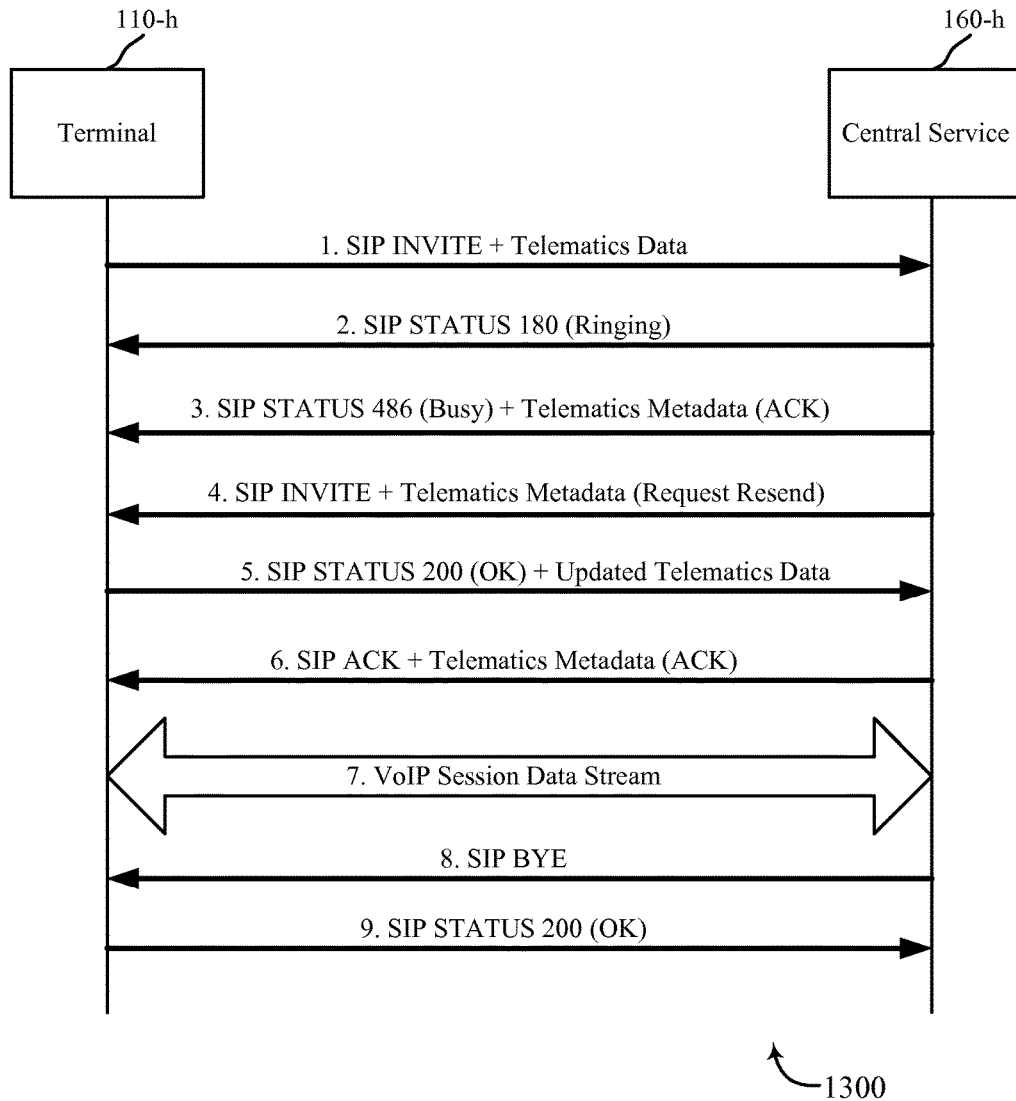 110-h
160-h
Terminal
Central Service
1. SIP INVITE + Telematics Data
2. SIP STATUS 180 (Ringing)
3. SIP STATUS 486 (Busy) + Telematics Metadata (ACK)
4. SIP INVITE + Telematics Metadata (Request Resend)
5. SIP STATUS 200 (OK) + Updated Telematics Data
6. SIP ACK + Telematics Metadata (ACK)
7. VoIP Session Data Stream
8. SIP BYE
9. SIP STATUS 200 (OK)
1300